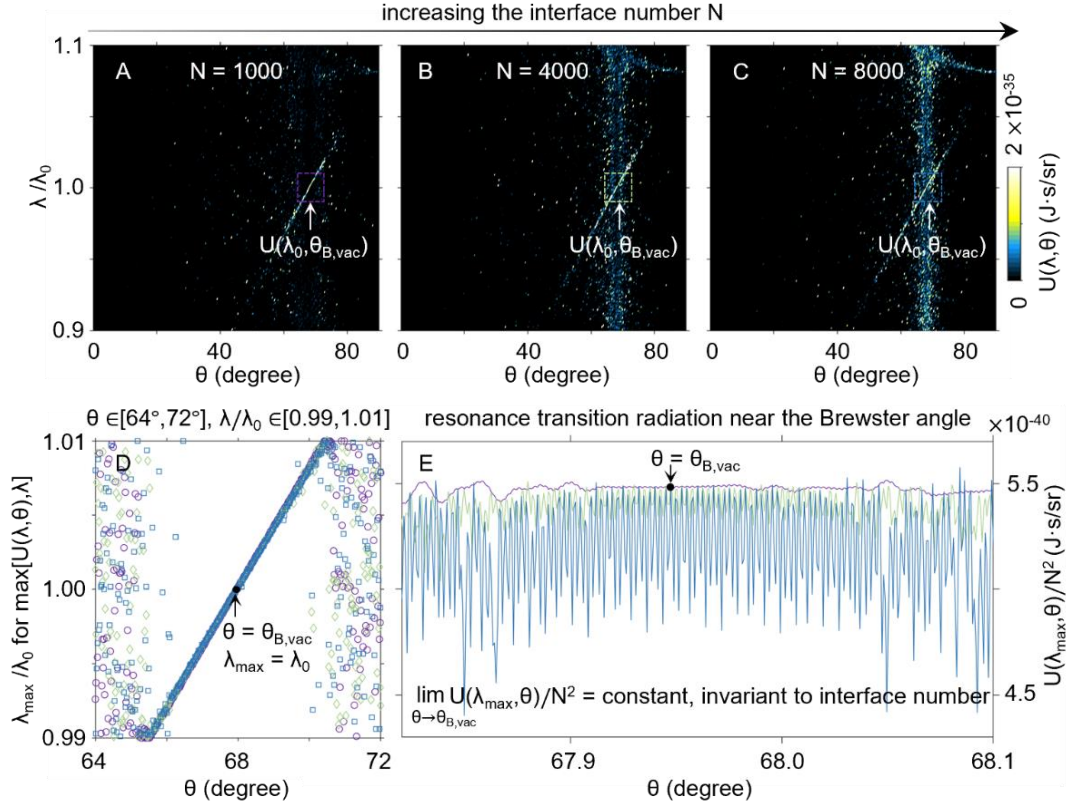 increasing the interface number N
A N = 1000
B N = 4000
C N = 8000
1.1
1.0
0.9
λ/λ₀
U(λ₀,θB,vac)
U(λ₀,θB,vac)
U(λ₀,θB,vac)
0 40 80
0 40 80
0 40 80
θ (degree)
θ (degree)
θ (degree)
2 ×10⁻³⁵
0
U(λ,θ) (J·s/sr)
θ∈[64°,72°], λ/λ₀ ∈[0.99,1.01]
D
1.01
1.00
0.99
λmax/λ₀ for max[U(λ,θ),λ]
θ = θB,vac
λmax = λ₀
64 68 72
θ (degree)
resonance transition radiation near the Brewster angle
×10⁻⁴⁰
E
θ = θB,vac
5.5
4.5
U(λmax,θ)/N² (J·s/sr)
lim U(λmax,θ)/N² = constant, invariant to interface number
θ→θB,vac
67.9 68.0 68.1
θ (degree)